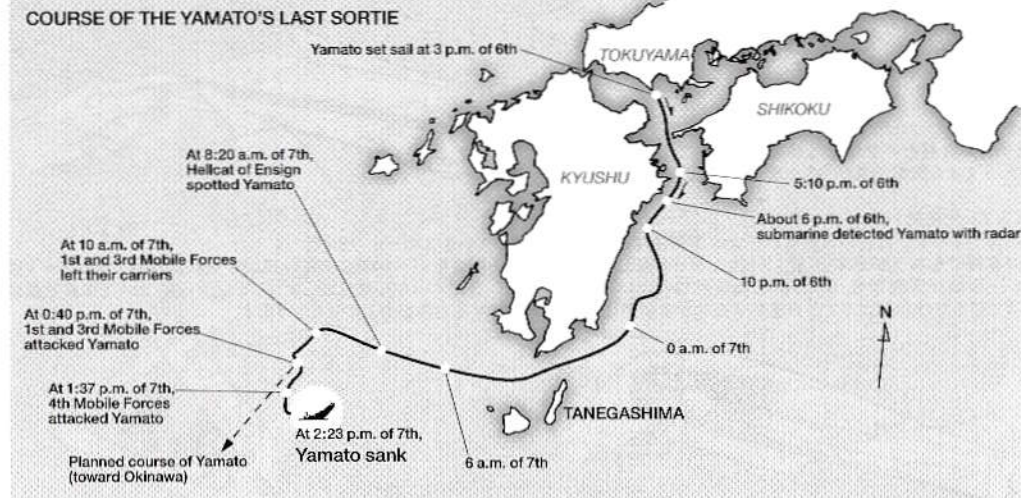 COURSE OF THE YAMATO'S LAST SORTIE
Yamato set sail at 3 p.m. of 6th
TOKUYAMA
SHIKOKU
KYUSHU
At 8:20 a.m. of 7th,
Hellcat of Ensign
spotted Yamato
5:10 p.m. of 6th
About 6 p.m. of 6th,
submarine detected Yamato with radar
At 10 a.m. of 7th,
1st and 3rd Mobile Forces
left their carriers
10 p.m. of 6th
N
At 0:40 p.m. of 7th,
1st and 3rd Mobile Forces
attacked Yamato
0 a.m. of 7th
At 1:37 p.m. of 7th,
4th Mobile Forces
attacked Yamato
TANEGASHIMA
At 2:23 p.m. of 7th,
Yamato sank
6 a.m. of 7th
Planned course of Yamato
(toward Okinawa)